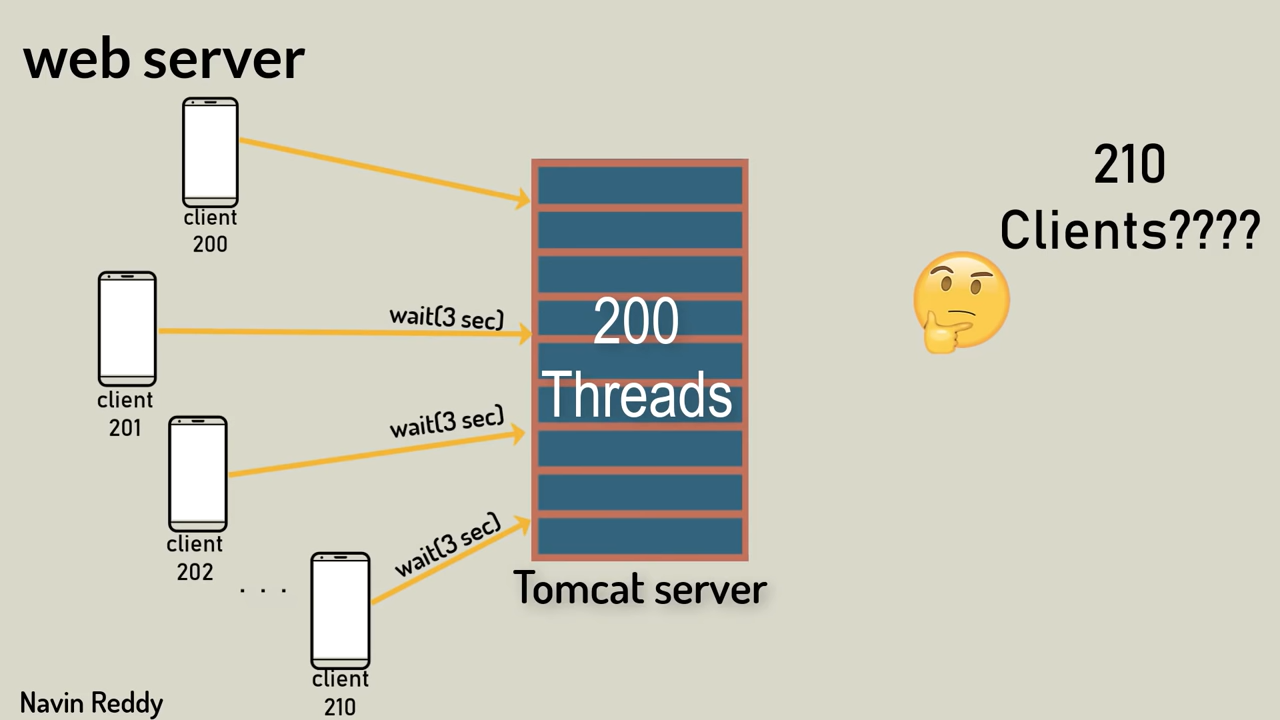 web server
client
200
client
201
client
202
. . .
client
210
wait(3 sec)
wait(3 sec)
wait(3 sec)
200
Threads
Tomcat server
210
Clients????
Navin Reddy